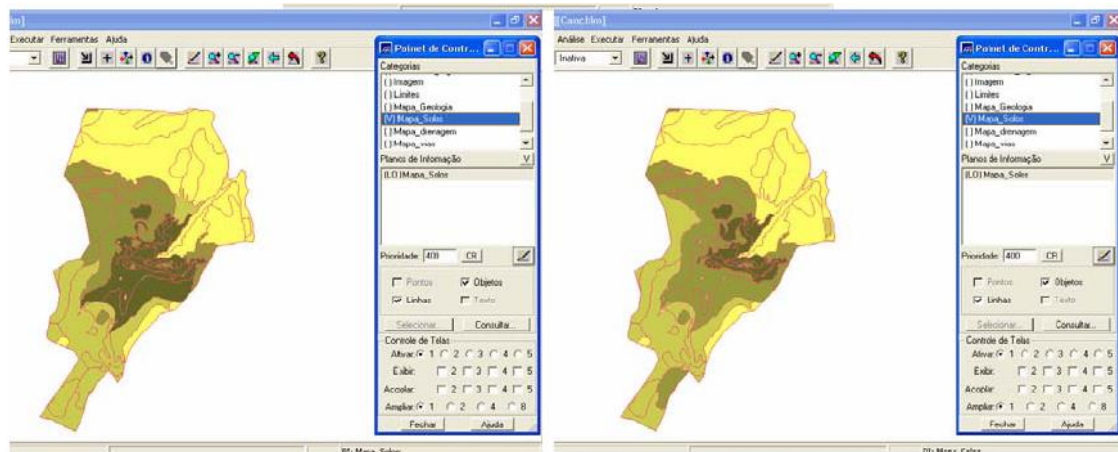 lm]
Executar Ferramentas Ajuda
Painel de Contr...
Categorias
( ) Imagem
( ) Limites
( ) Mapa_Geologia
(V) Mapa_Solos
( ) Mapa_drenagem
( ) Mapa_vias
Planos de Informação V
(LO) Mapa_Solos
Prioridade: 400 CR
Pontos Objetos
Linhas Texto
Selecionar... Consultar...
Controle de Telas
Ativar: 1 2 3 4 5
Exibir: 2 3 4 5
Acoplar: 2 3 4 5
Ampliar: 1 2 4 8
Fechar Ajuda
[Canchim]
Análise Executar Ferramentas Ajuda
Inativa
Painel de Contr...
Categorias
( ) Imagem
( ) Limites
( ) Mapa_Geologia
(V) Mapa_Solos
( ) Mapa_drenagem
( ) Mapa_vias
Planos de Informação V
(LO) Mapa_Solos
Prioridade: 400 CR
Pontos Objetos
Linhas Texto
Selecionar... Consultar...
Controle de Telas
Ativar: 1 2 3 4 5
Exibir: 2 3 4 5
Acoplar: 2 3 4 5
Ampliar: 1 2 4 8
Fechar Ajuda